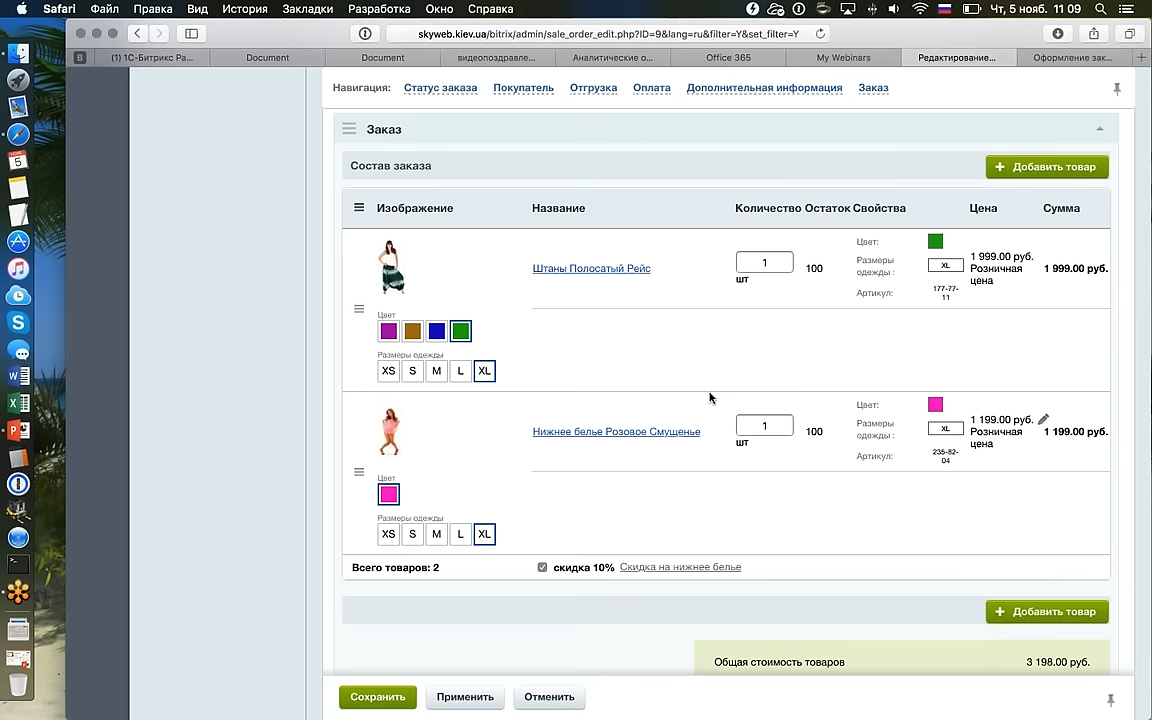 Safari Файл Правка Вид История Закладки Разработка Окно Справка Чт, 5 нояб. 11 09
skyweb.kiev.ua/bitrix/admin/sale_order_edit.php?ID=9&lang=ru&filter=Y&set_filter=Y
B (1) 1С-Битрикс Ра... Document Document видеопоздравле... Аналитические о... Office 365 My Webinars Редактирование... Оформление зак...
Навигация: Статус заказа Покупатель Отгрузка Оплата Дополнительная информация Заказ
Заказ
Состав заказа
+ Добавить товар
Изображение Название Количество Остаток Свойства Цена Сумма
Штаны Полосатый Рейс
1
шт
100
Цвет:
Размеры одежды :
XL
Артикул:
177-77-11
1 999.00 руб.
Розничная цена
1 999.00 руб.
Цвет
Размеры одежды
XS S M L XL
Нижнее белье Розовое Смущенье
1
шт
100
Цвет:
Размеры одежды :
XL
Артикул:
235-82-04
1 199.00 руб.
Розничная цена
1 199.00 руб.
Цвет
Размеры одежды
XS S M L XL
Всего товаров: 2
скидка 10% Скидка на нижнее белье
+ Добавить товар
Общая стоимость товаров 3 198.00 руб.
Сохранить Применить Отменить